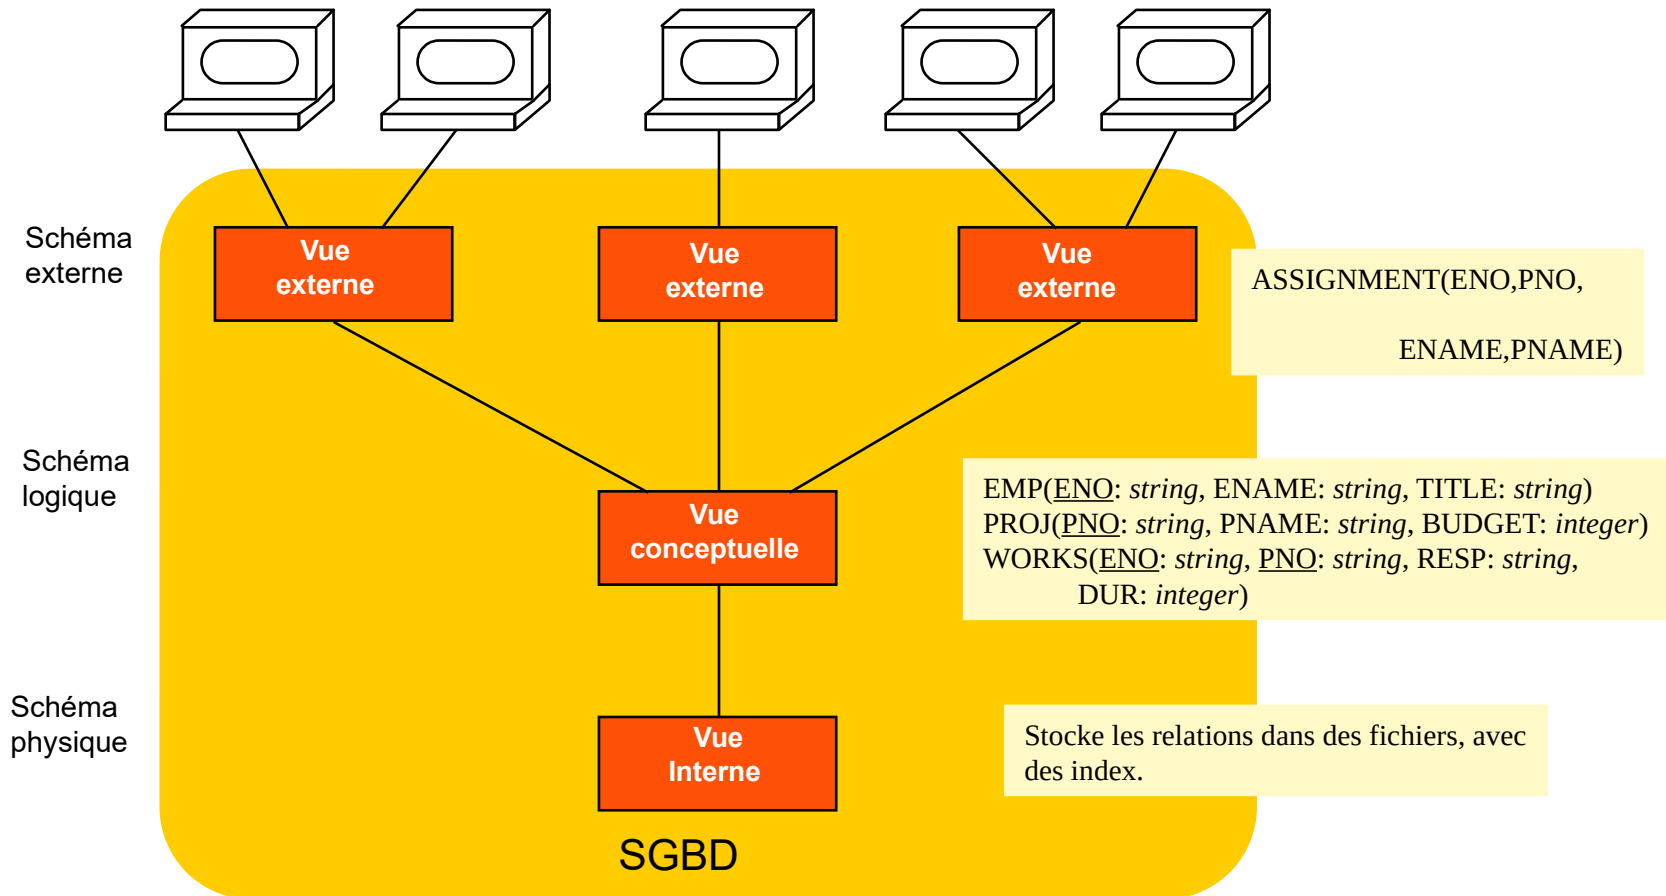 Schéma
externe
Vue
externe
Vue
externe
Vue
externe
ASSIGNMENT(ENO,PNO,
ENAME,PNAME)
Schéma
logique
Vue
conceptuelle
EMP(ENO: string, ENAME: string, TITLE: string)
PROJ(PNO: string, PNAME: string, BUDGET: integer)
WORKS(ENO: string, PNO: string, RESP: string,
DUR: integer)
Schéma
physique
Vue
Interne
Stocke les relations dans des fichiers, avec
des index.
SGBD